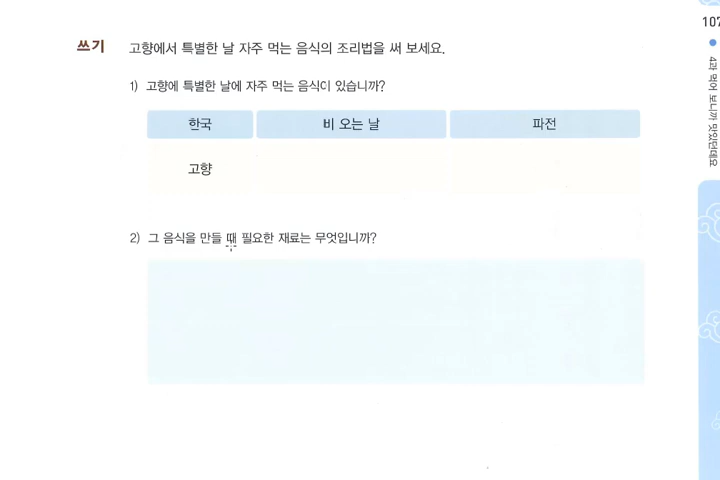 107
쓰기 고향에서 특별한 날 자주 먹는 음식의 조리법을 써 보세요.
1) 고향에 특별한 날에 자주 먹는 음식이 있습니까?
한국 비 오는 날 파전
고향
2) 그 음식을 만들 때 필요한 재료는 무엇입니까?
4과 먹어 보니까 맛있던데요